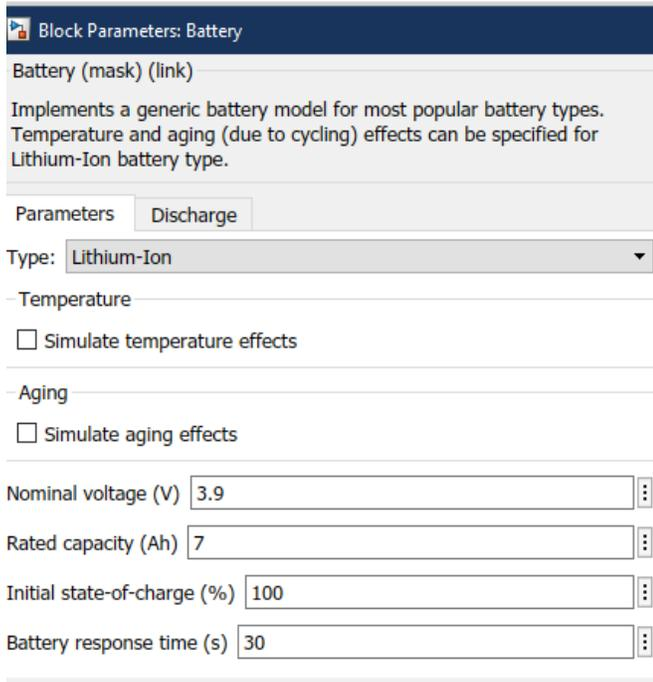 Block Parameters: Battery
Battery (mask) (link)
Implements a generic battery model for most popular battery types.
Temperature and aging (due to cycling) effects can be specified for
Lithium-Ion battery type.
Parameters Discharge
Type: Lithium-Ion
Temperature
Simulate temperature effects
Aging
Simulate aging effects
Nominal voltage (V) 3.9
Rated capacity (Ah) 7
Initial state-of-charge (%) 100
Battery response time (s) 30